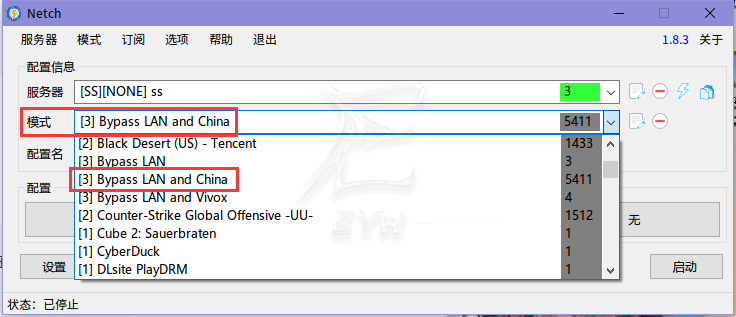 Netch
服务器 模式 订阅 选项 帮助 退出 1.8.3 关于
配置信息
服务器 [SS][NONE] ss 3
模式 [3] Bypass LAN and China 5411
[2] Black Desert (US) - Tencent 1433
配置名 [3] Bypass LAN 3
[3] Bypass LAN and China 5411
配置 [3] Bypass LAN and Vivox 4
[2] Counter-Strike Global Offensive -UU- 1512
无
[1] Cube 2: Sauerbraten 1
[1] CyberDuck 1
设置 [1] DLsite PlayDRM 1 启动
状态：已停止
EYW